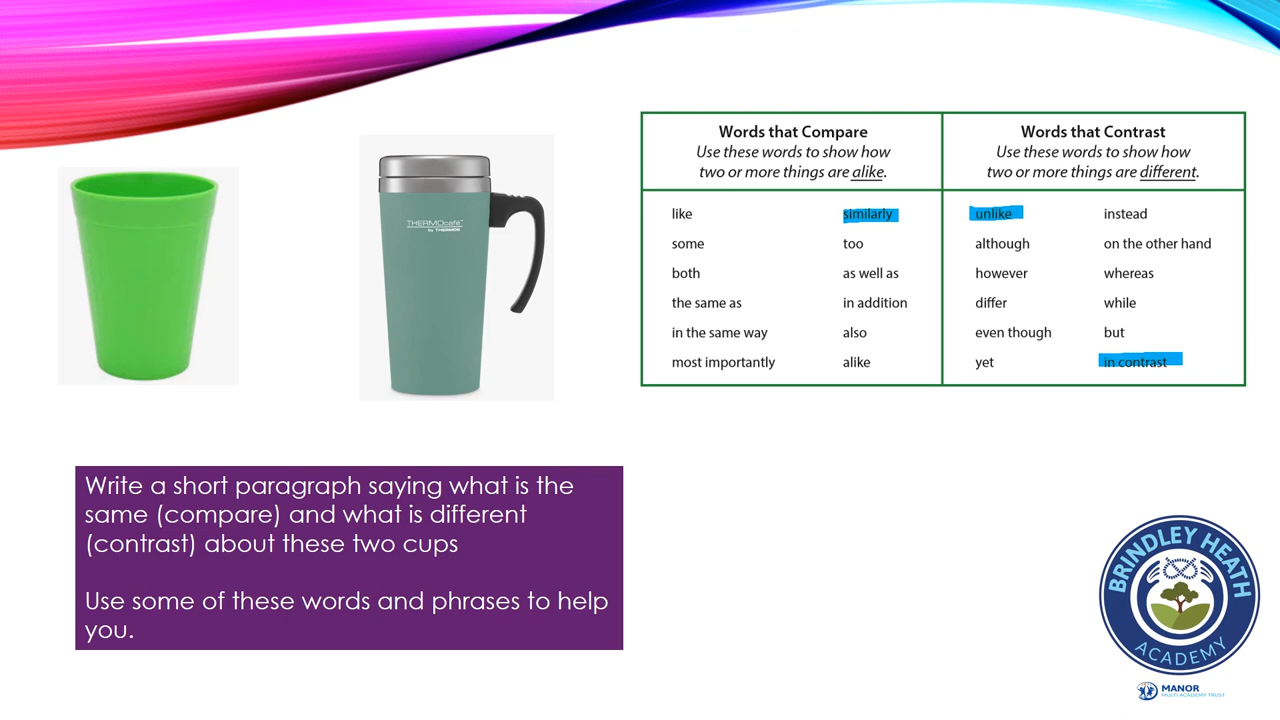 THERMOcafé™
by THERMOS
Words that Compare
Use these words to show how
two or more things are alike.
like
similarly
some
too
both
as well as
the same as
in addition
in the same way
also
most importantly
alike
Words that Contrast
Use these words to show how
two or more things are different.
unlike
instead
although
on the other hand
however
whereas
differ
while
even though
but
yet
in contrast
Write a short paragraph saying what is the
same (compare) and what is different
(contrast) about these two cups
Use some of these words and phrases to help
you.
BRINDLEY HEATH
ACADEMY
MANOR
MULTI ACADEMY TRUST